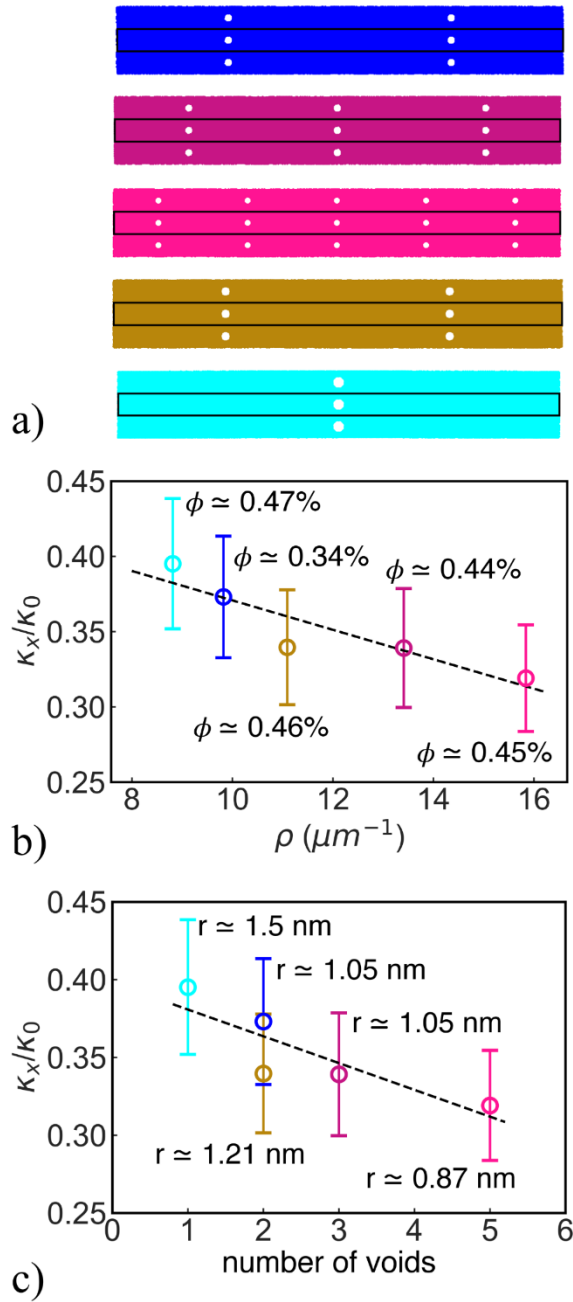 a)
0.45
0.40
0.35
0.30
0.25
κₓ/κ₀
ϕ ≃ 0.47%
ϕ ≃ 0.34%
ϕ ≃ 0.44%
ϕ ≃ 0.46%
ϕ ≃ 0.45%
8 10 12 14 16
ρ (μm⁻¹)
b)
0.45
0.40
0.35
0.30
0.25
κₓ/κ₀
r ≃ 1.5 nm
r ≃ 1.05 nm
r ≃ 1.05 nm
r ≃ 1.21 nm
r ≃ 0.87 nm
0 1 2 3 4 5 6
number of voids
c)